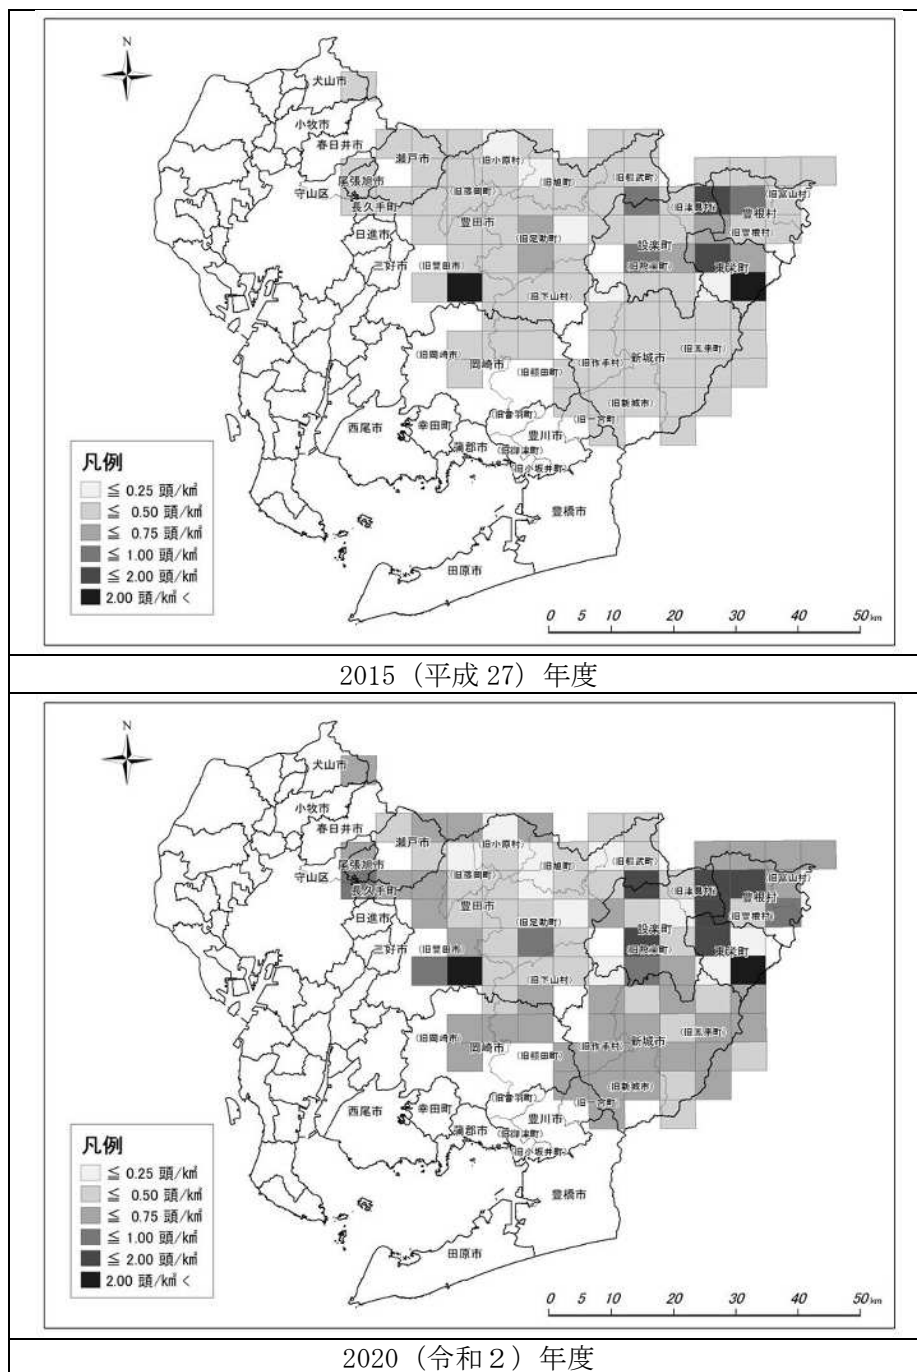 N
犬山市
小牧市
春日井市
瀬戸市
(旧小原村)
守山区
尾張旭市
(旧藤岡町)
(旧旭町)
(旧稲武町)
長久手町
(旧津具村)
(旧富山村)
豊根村
日進市
豊田市
(旧足助町)
設楽町
(旧豊根村)
三好市
(旧豊田市)
(旧設楽町)
東栄町
(旧下山村)
(旧岡崎市)
岡崎市
(旧額田町)
(旧作手村)
新城市
(旧鳳来町)
(旧新城市)
(旧音羽町)
(旧一宮町)
西尾市
幸田町
豊川市
蒲郡市
(旧御津町)
(旧小坂井町)
豊橋市
田原市
凡例
≦ 0.25 頭/k㎡
≦ 0.50 頭/k㎡
≦ 0.75 頭/k㎡
≦ 1.00 頭/k㎡
≦ 2.00 頭/k㎡
2.00 頭/k㎡ <
0 5 10 20 30 40 50 km
2015(平成 27)年度
N
犬山市
小牧市
春日井市
瀬戸市
(旧小原村)
守山区
尾張旭市
(旧藤岡町)
(旧旭町)
(旧稲武町)
長久手町
(旧津具村)
(旧富山村)
豊根村
日進市
豊田市
(旧足助町)
設楽町
(旧豊根村)
三好市
(旧豊田市)
(旧設楽町)
東栄町
(旧下山村)
(旧岡崎市)
岡崎市
(旧額田町)
(旧作手村)
新城市
(旧鳳来町)
(旧新城市)
(旧音羽町)
(旧一宮町)
西尾市
幸田町
豊川市
蒲郡市
(旧御津町)
(旧小坂井町)
豊橋市
田原市
凡例
≦ 0.25 頭/k㎡
≦ 0.50 頭/k㎡
≦ 0.75 頭/k㎡
≦ 1.00 頭/k㎡
≦ 2.00 頭/k㎡
2.00 頭/k㎡ <
0 5 10 20 30 40 50 km
2020(令和2)年度